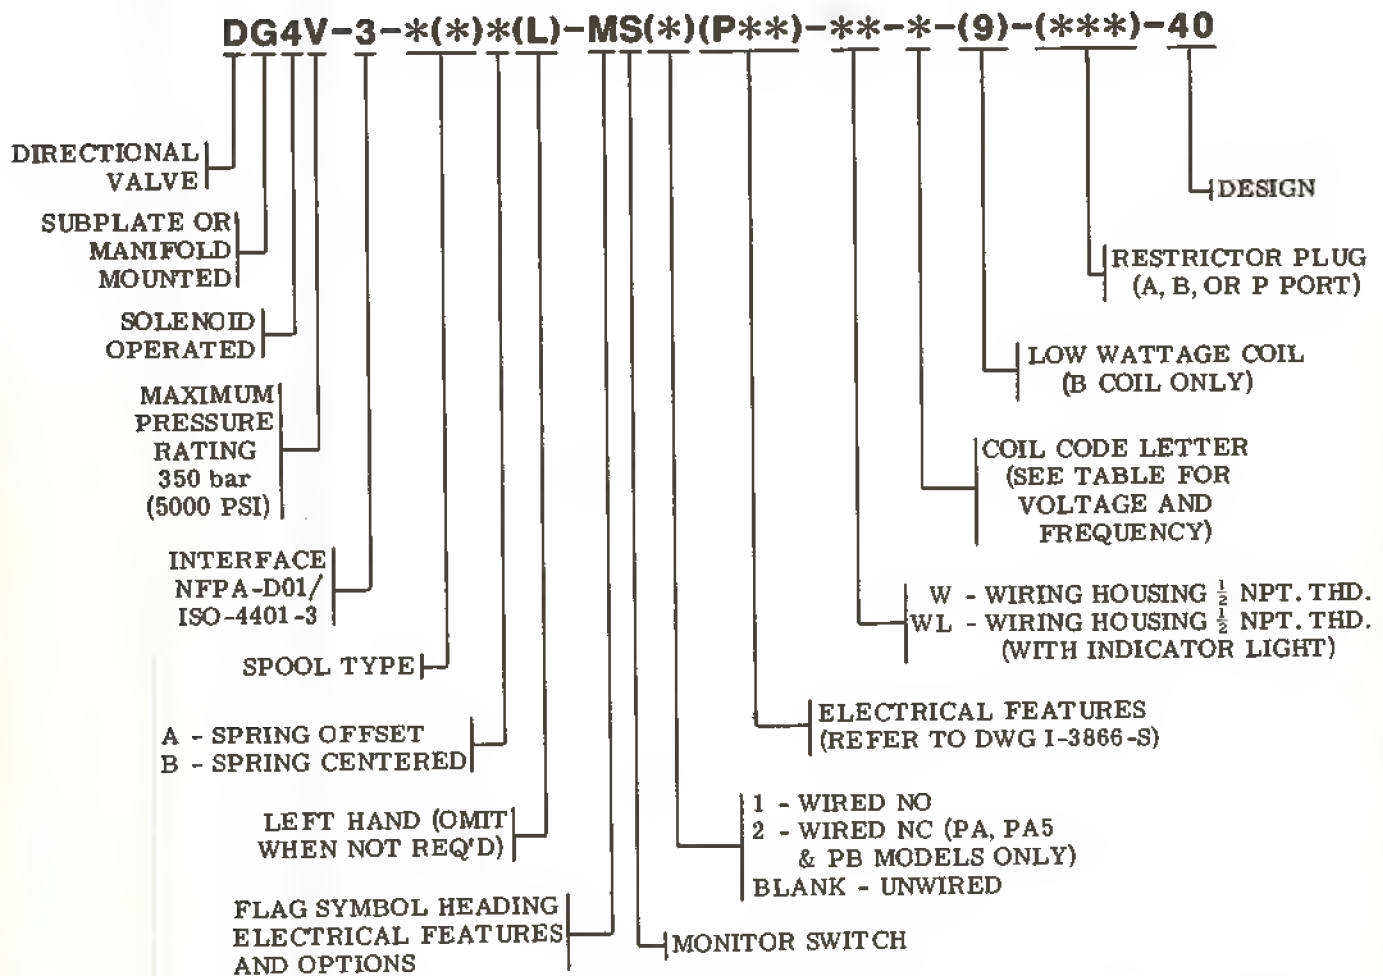 DG4V-3-*(*)*(L)-MS(*)(P**)-**-*-(9)-(***)-40
DIRECTIONAL
VALVE
SUBPLATE OR
MANIFOLD
MOUNTED
SOLENOID
OPERATED
MAXIMUM
PRESSURE
RATING
350 bar
(5000 PSI)
INTERFACE
NFPA-D01/
ISO-4401-3
SPOOL TYPE
A - SPRING OFFSET
B - SPRING CENTERED
LEFT HAND (OMIT
WHEN NOT REQ'D)
FLAG SYMBOL HEADING
ELECTRICAL FEATURES
AND OPTIONS
DESIGN
RESTRICTOR PLUG
(A, B, OR P PORT)
LOW WATTAGE COIL
(B COIL ONLY)
COIL CODE LETTER
(SEE TABLE FOR
VOLTAGE AND
FREQUENCY)
W - WIRING HOUSING ½ NPT. THD.
WL - WIRING HOUSING ½ NPT. THD.
(WITH INDICATOR LIGHT)
ELECTRICAL FEATURES
(REFER TO DWG I-3866-S)
1 - WIRED NO
2 - WIRED NC (PA, PA5
& PB MODELS ONLY)
BLANK - UNWIRED
MONITOR SWITCH